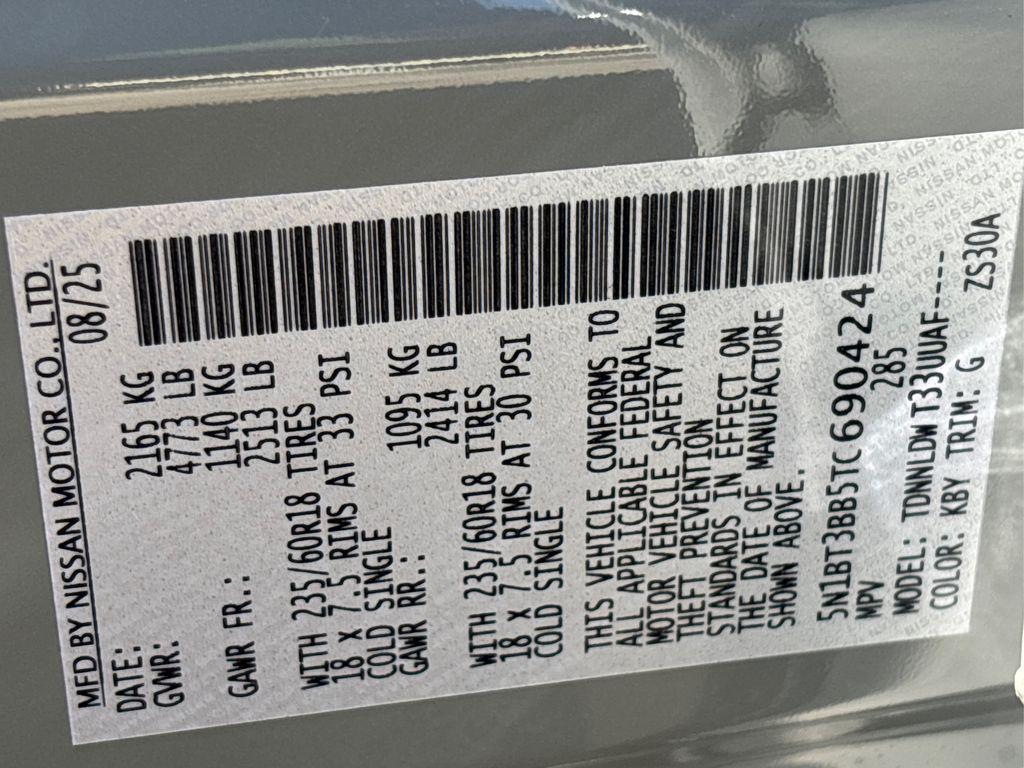 MFD BY NISSAN MOTOR CO., LTD.
DATE: 08/25
GVWR: 2165 KG
4773 LB
GAWR FR.: 1140 KG
2513 LB
WITH 235/60R18 TIRES
18 X 7.5 RIMS AT 33 PSI
COLD SINGLE
GAWR RR.: 1095 KG
2414 LB
WITH 235/60R18 TIRES
18 X 7.5 RIMS AT 30 PSI
COLD SINGLE
THIS VEHICLE CONFORMS TO
ALL APPLICABLE FEDERAL
MOTOR VEHICLE SAFETY AND
THEFT PREVENTION
STANDARDS IN EFFECT ON
THE DATE OF MANUFACTURE
SHOWN ABOVE.
5N1BT3BB5TC690424
MPV 285
MODEL: TDNNLDW T33UUAF-----
COLOR: KBY TRIM: G ZS30A